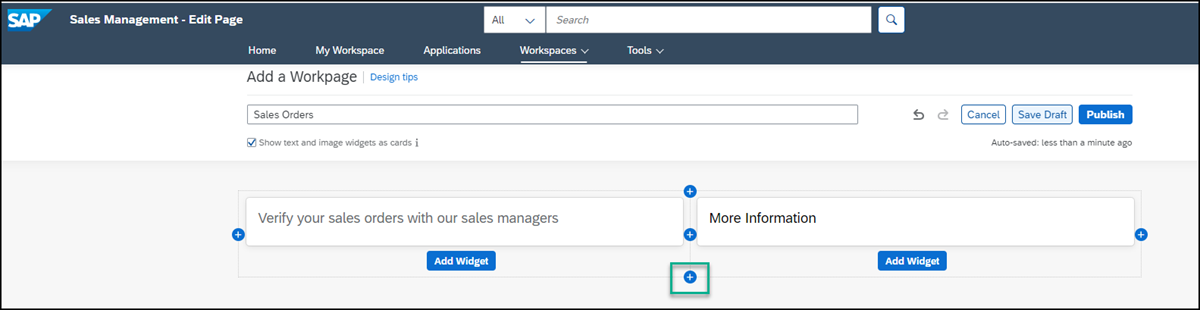 SAP Sales Management - Edit Page All Search
Home My Workspace Applications Workspaces Tools
Add a Workpage Design tips
Sales Orders Cancel Save Draft Publish
Show text and image widgets as cards i Auto-saved: less than a minute ago
Verify your sales orders with our sales managers More Information
Add Widget Add Widget